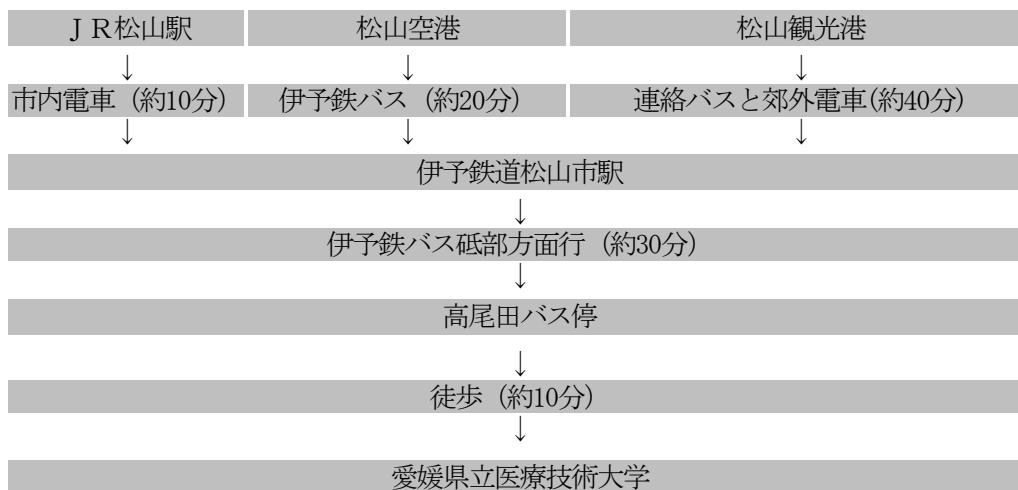 ＪＲ松山駅 松山空港 松山観光港
↓ ↓ ↓
市内電車（約10分） 伊予鉄バス（約20分） 連絡バスと郊外電車(約40分)
↓ ↓ ↓
伊予鉄道松山市駅
↓
伊予鉄バス砥部方面行（約30分）
↓
高尾田バス停
↓
徒歩（約10分）
↓
愛媛県立医療技術大学